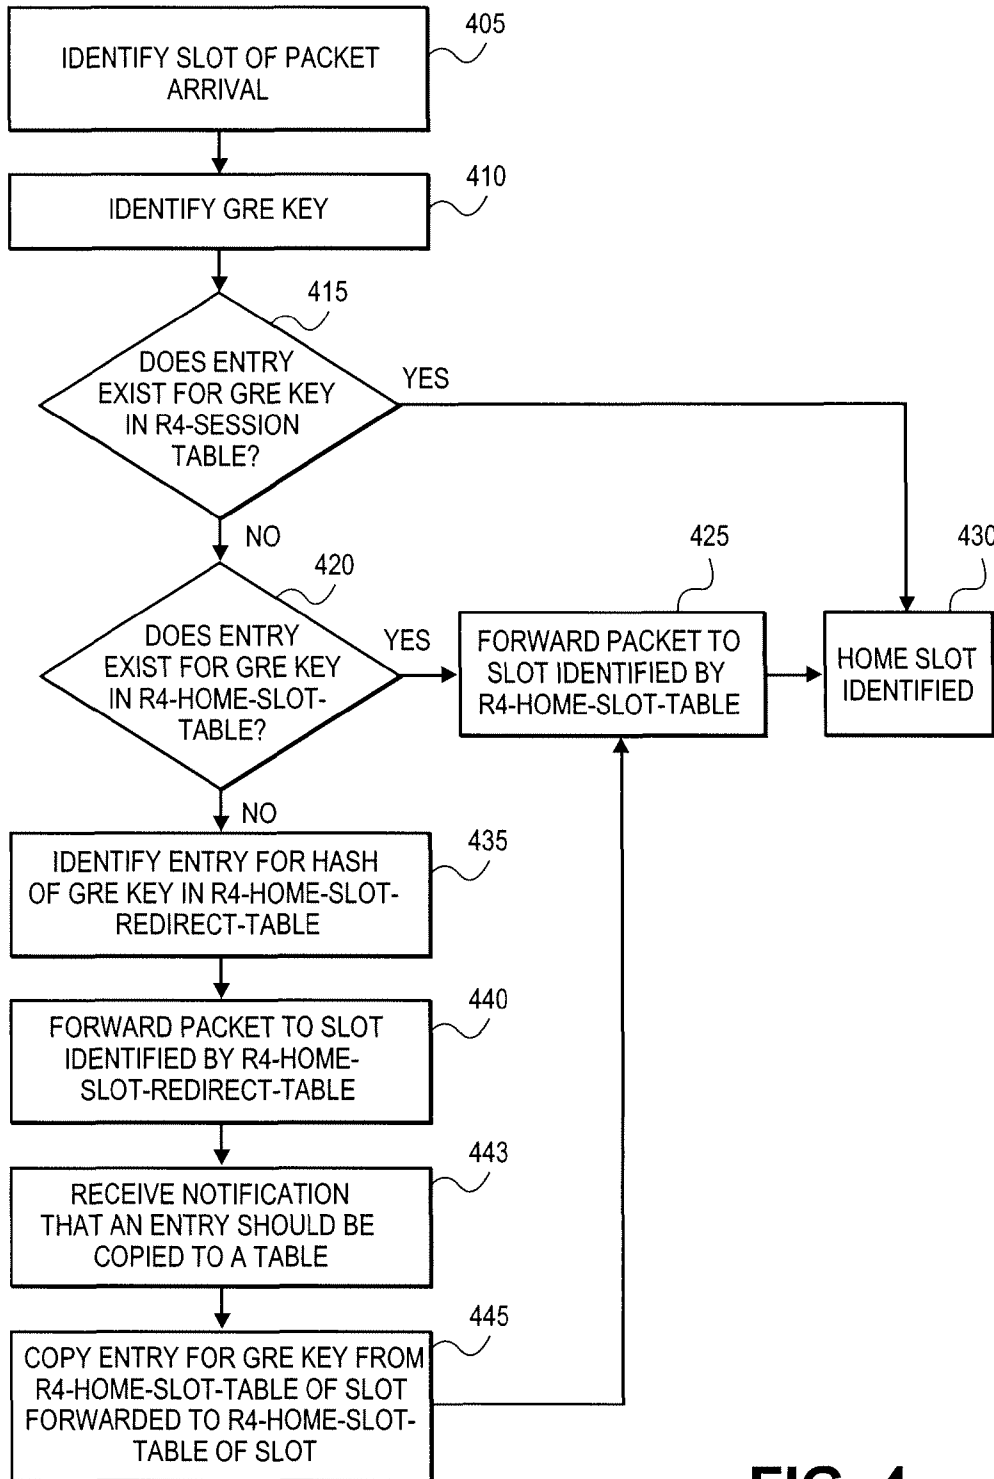 405
IDENTIFY SLOT OF PACKET
ARRIVAL
410
IDENTIFY GRE KEY
415
DOES ENTRY
EXIST FOR GRE KEY
IN R4-SESSION
TABLE?
YES
NO
420
DOES ENTRY
EXIST FOR GRE KEY
IN R4-HOME-SLOT-
TABLE?
YES
425
FORWARD PACKET TO
SLOT IDENTIFIED BY
R4-HOME-SLOT-TABLE
430
HOME SLOT
IDENTIFIED
NO
435
IDENTIFY ENTRY FOR HASH
OF GRE KEY IN R4-HOME-SLOT-
REDIRECT-TABLE
440
FORWARD PACKET TO SLOT
IDENTIFIED BY R4-HOME-
SLOT-REDIRECT-TABLE
443
RECEIVE NOTIFICATION
THAT AN ENTRY SHOULD BE
COPIED TO A TABLE
445
COPY ENTRY FOR GRE KEY FROM
R4-HOME-SLOT-TABLE OF SLOT
FORWARDED TO R4-HOME-SLOT-
TABLE OF SLOT
FIG. 4